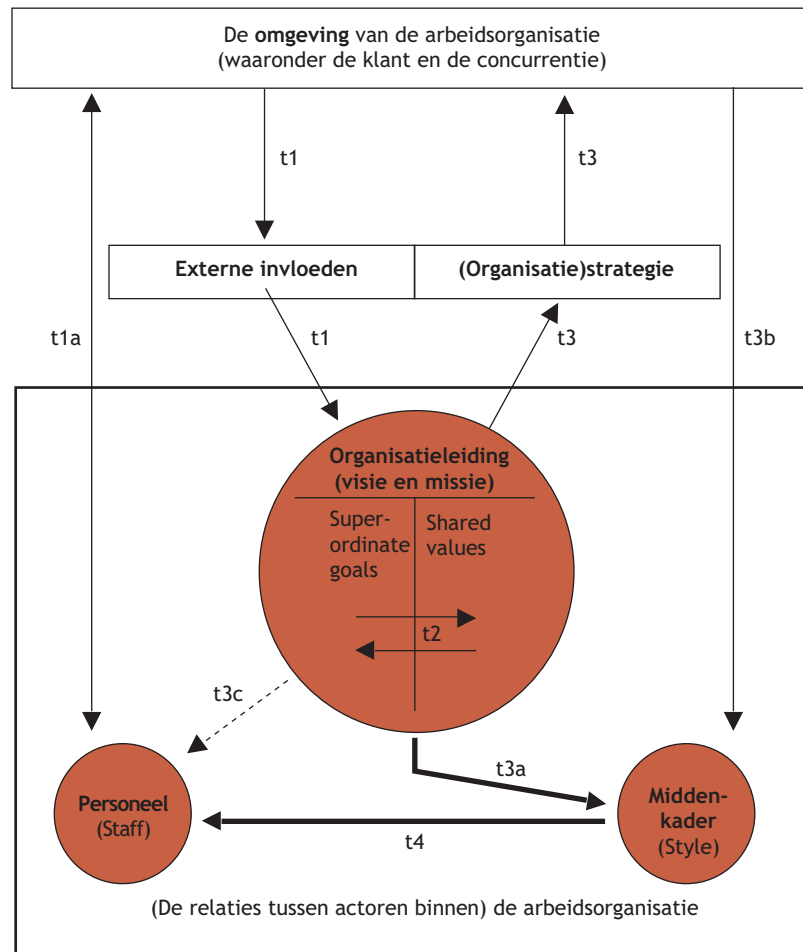 De omgeving van de arbeidsorganisatie
(waaronder de klant en de concurrentie)
t1
t3
Externe invloeden
(Organisatie)strategie
t1a
t1
t3
t3b
Organisatieleiding
(visie en missie)
Super-
ordinate
goals
Shared
values
t2
t3c
t3a
Personeel
(Staff)
Midden-
kader
(Style)
t4
(De relaties tussen actoren binnen) de arbeidsorganisatie